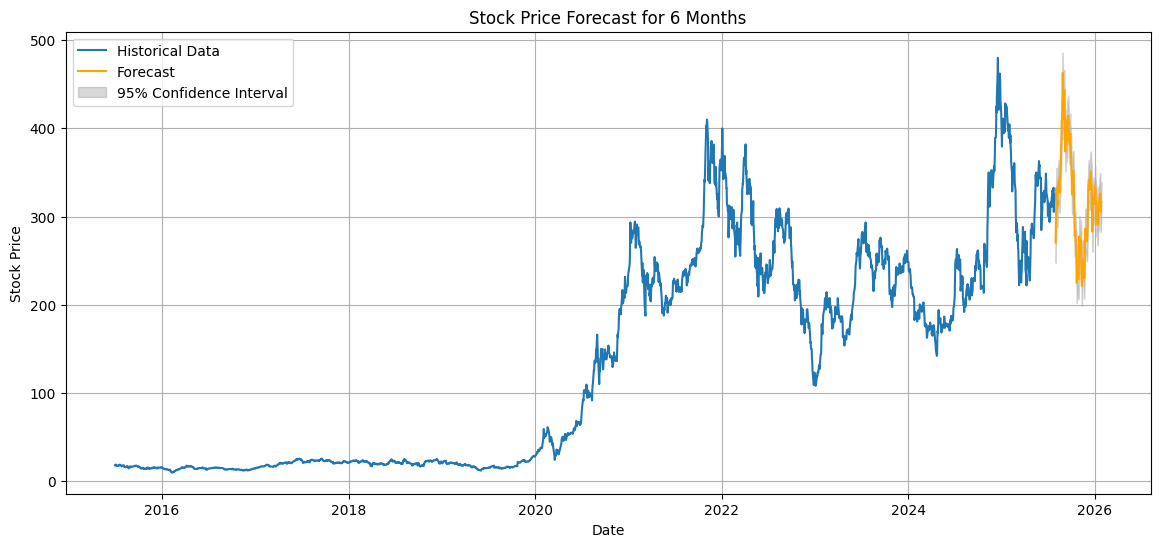 Stock Price Forecast for 6 Months
Historical Data
Forecast
95% Confidence Interval
500
400
300
200
100
0
Stock Price
2016
2018
2020
2022
2024
2026
Date